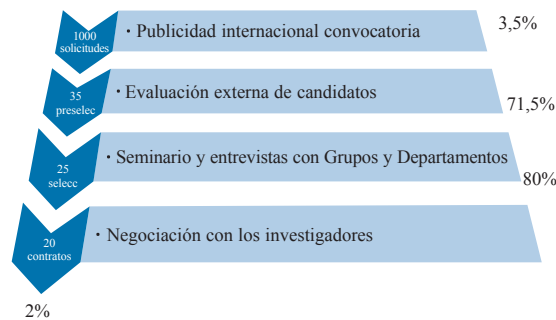 1000
solicitudes
· Publicidad internacional convocatoria
3,5%
35
preselec
· Evaluación externa de candidatos
71,5%
25
selecc
· Seminario y entrevistas con Grupos y Departamentos
80%
20
contratos
· Negociación con los investigadores
2%